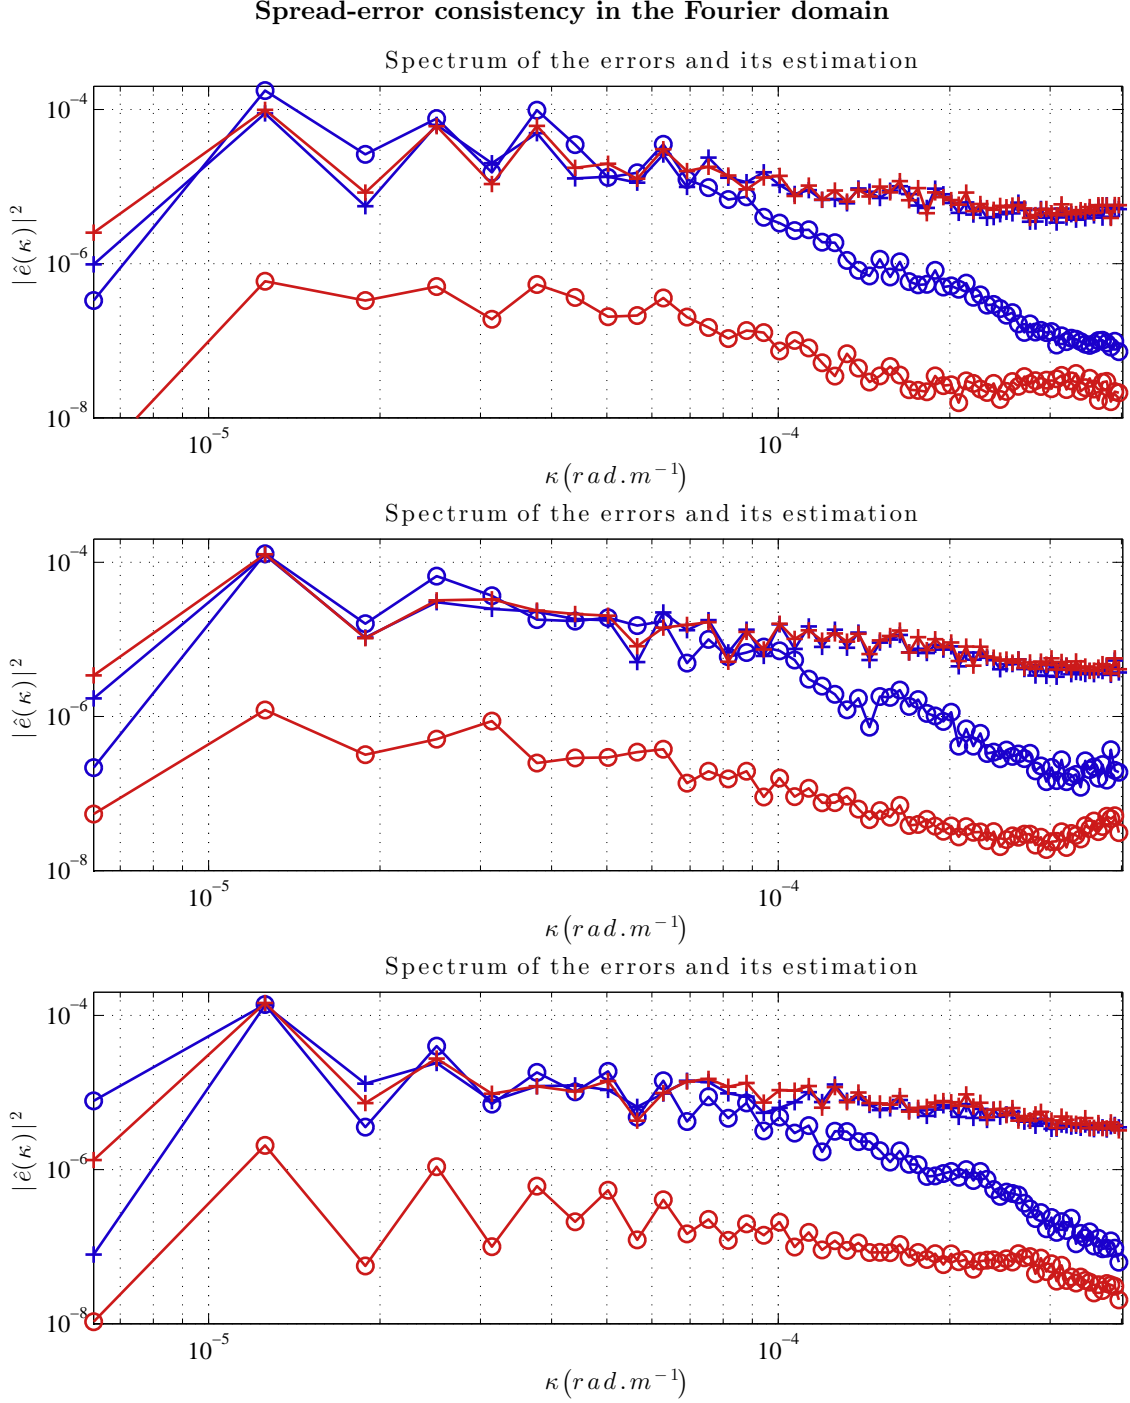 Spread-error consistency in the Fourier domain
Spectrum of the errors and its estimation
10⁻⁴
10⁻⁶
10⁻⁸
|ê(κ)|²
10⁻⁵ 10⁻⁴
κ(rad.m⁻¹)
Spectrum of the errors and its estimation
10⁻⁴
10⁻⁶
10⁻⁸
|ê(κ)|²
10⁻⁵ 10⁻⁴
κ(rad.m⁻¹)
Spectrum of the errors and its estimation
10⁻⁴
10⁻⁶
10⁻⁸
|ê(κ)|²
10⁻⁵ 10⁻⁴
κ(rad.m⁻¹)